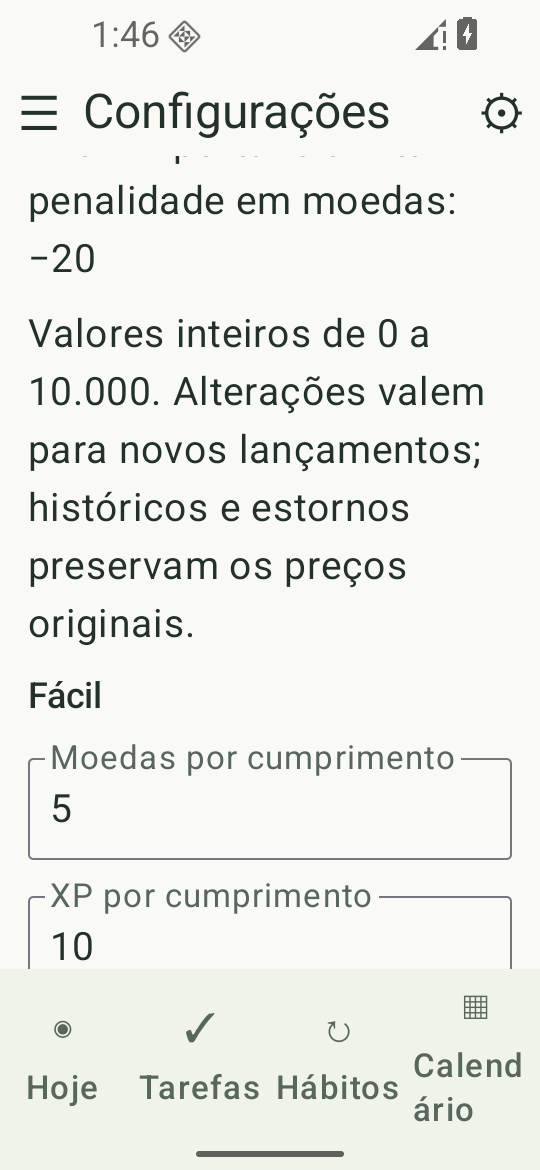 1:46
Configurações
penalidade em moedas:
−20
Valores inteiros de 0 a
10.000. Alterações valem
para novos lançamentos;
históricos e estornos
preservam os preços
originais.
Fácil
Moedas por cumprimento
5
XP por cumprimento
10
Hoje
Tarefas
Hábitos
Calend
ário